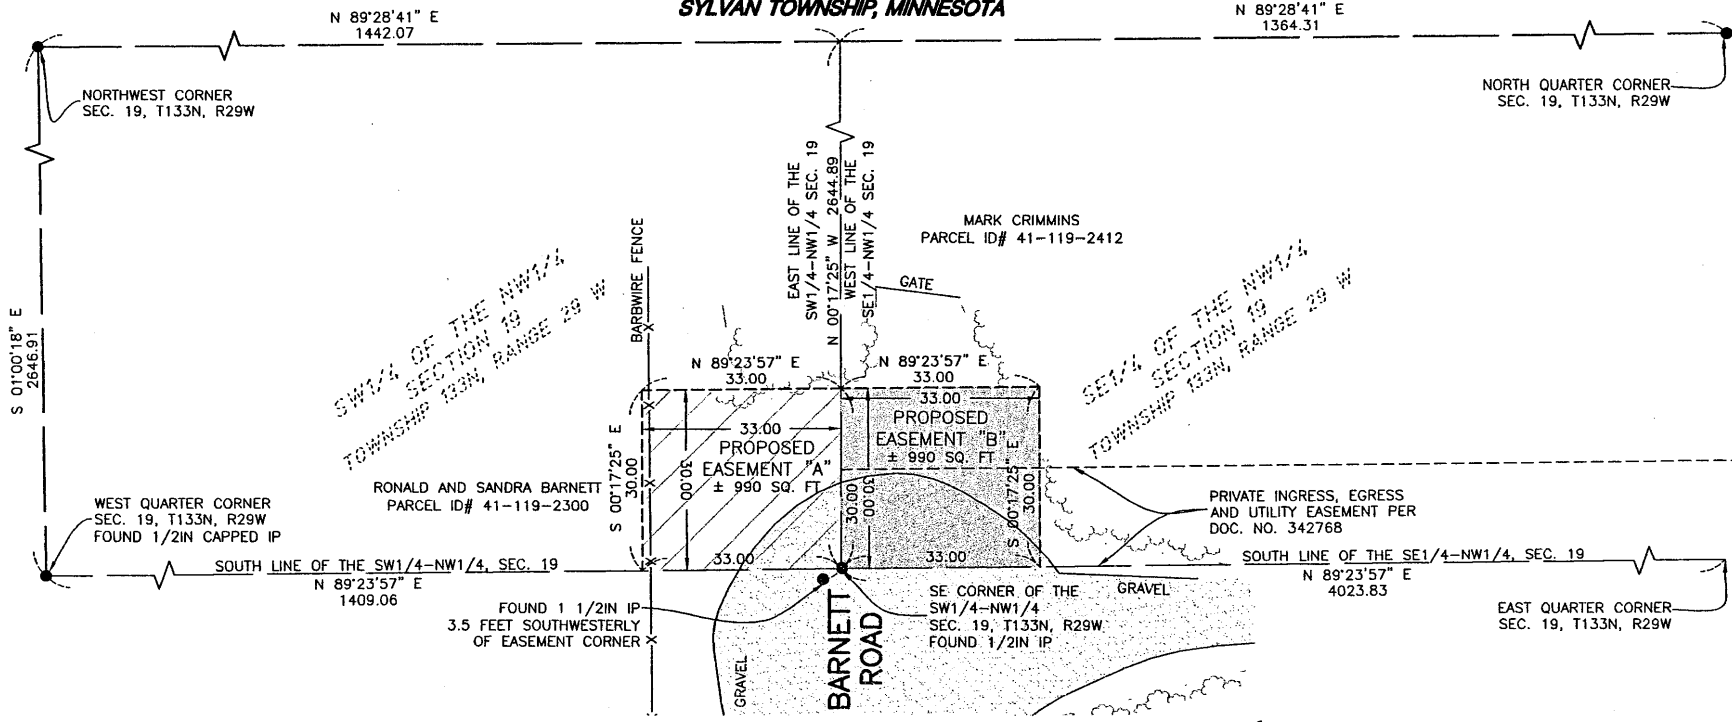 SYLVAN TOWNSHIP, MINNESOTA
N 89°28'41" E
1442.07
N 89°28'41" E
1364.31
NORTHWEST CORNER
SEC. 19, T133N, R29W
NORTH QUARTER CORNER
SEC. 19, T133N, R29W
EAST LINE OF THE
SW1/4-NW1/4 SEC. 19
N 00°17'25" W 2644.89
WEST LINE OF THE
SE1/4-NW1/4 SEC. 19
MARK CRIMMINS
PARCEL ID# 41-119-2412
BARBWIRE FENCE
GATE
S 01°00'18" E
2646.91
SW1/4 OF THE NW1/4
SECTION 19
TOWNSHIP 133N, RANGE 29 W
SE1/4 OF THE NW1/4
SECTION 19
TOWNSHIP 133N, RANGE 29 W
N 89°23'57" E
33.00
N 89°23'57" E
33.00
33.00
33.00
PROPOSED
EASEMENT "A"
± 990 SQ. FT
PROPOSED
EASEMENT "B"
± 990 SQ. FT
S 00°17'25" E
30.00
30.00
30.00
30.00
S 00°17'25" E
30.00
RONALD AND SANDRA BARNETT
PARCEL ID# 41-119-2300
WEST QUARTER CORNER
SEC. 19, T133N, R29W
FOUND 1/2IN CAPPED IP
PRIVATE INGRESS, EGRESS
AND UTILITY EASEMENT PER
DOC. NO. 342768
33.00
33.00
SOUTH LINE OF THE SW1/4-NW1/4, SEC. 19
N 89°23'57" E
1409.06
SOUTH LINE OF THE SE1/4-NW1/4, SEC. 19
N 89°23'57" E
4023.83
FOUND 1 1/2IN IP
3.5 FEET SOUTHWESTERLY
OF EASEMENT CORNER
SE CORNER OF THE
SW1/4-NW1/4
SEC. 19, T133N, R29W
FOUND 1/2IN IP
GRAVEL
EAST QUARTER CORNER
SEC. 19, T133N, R29W
GRAVEL
BARNETT
ROAD